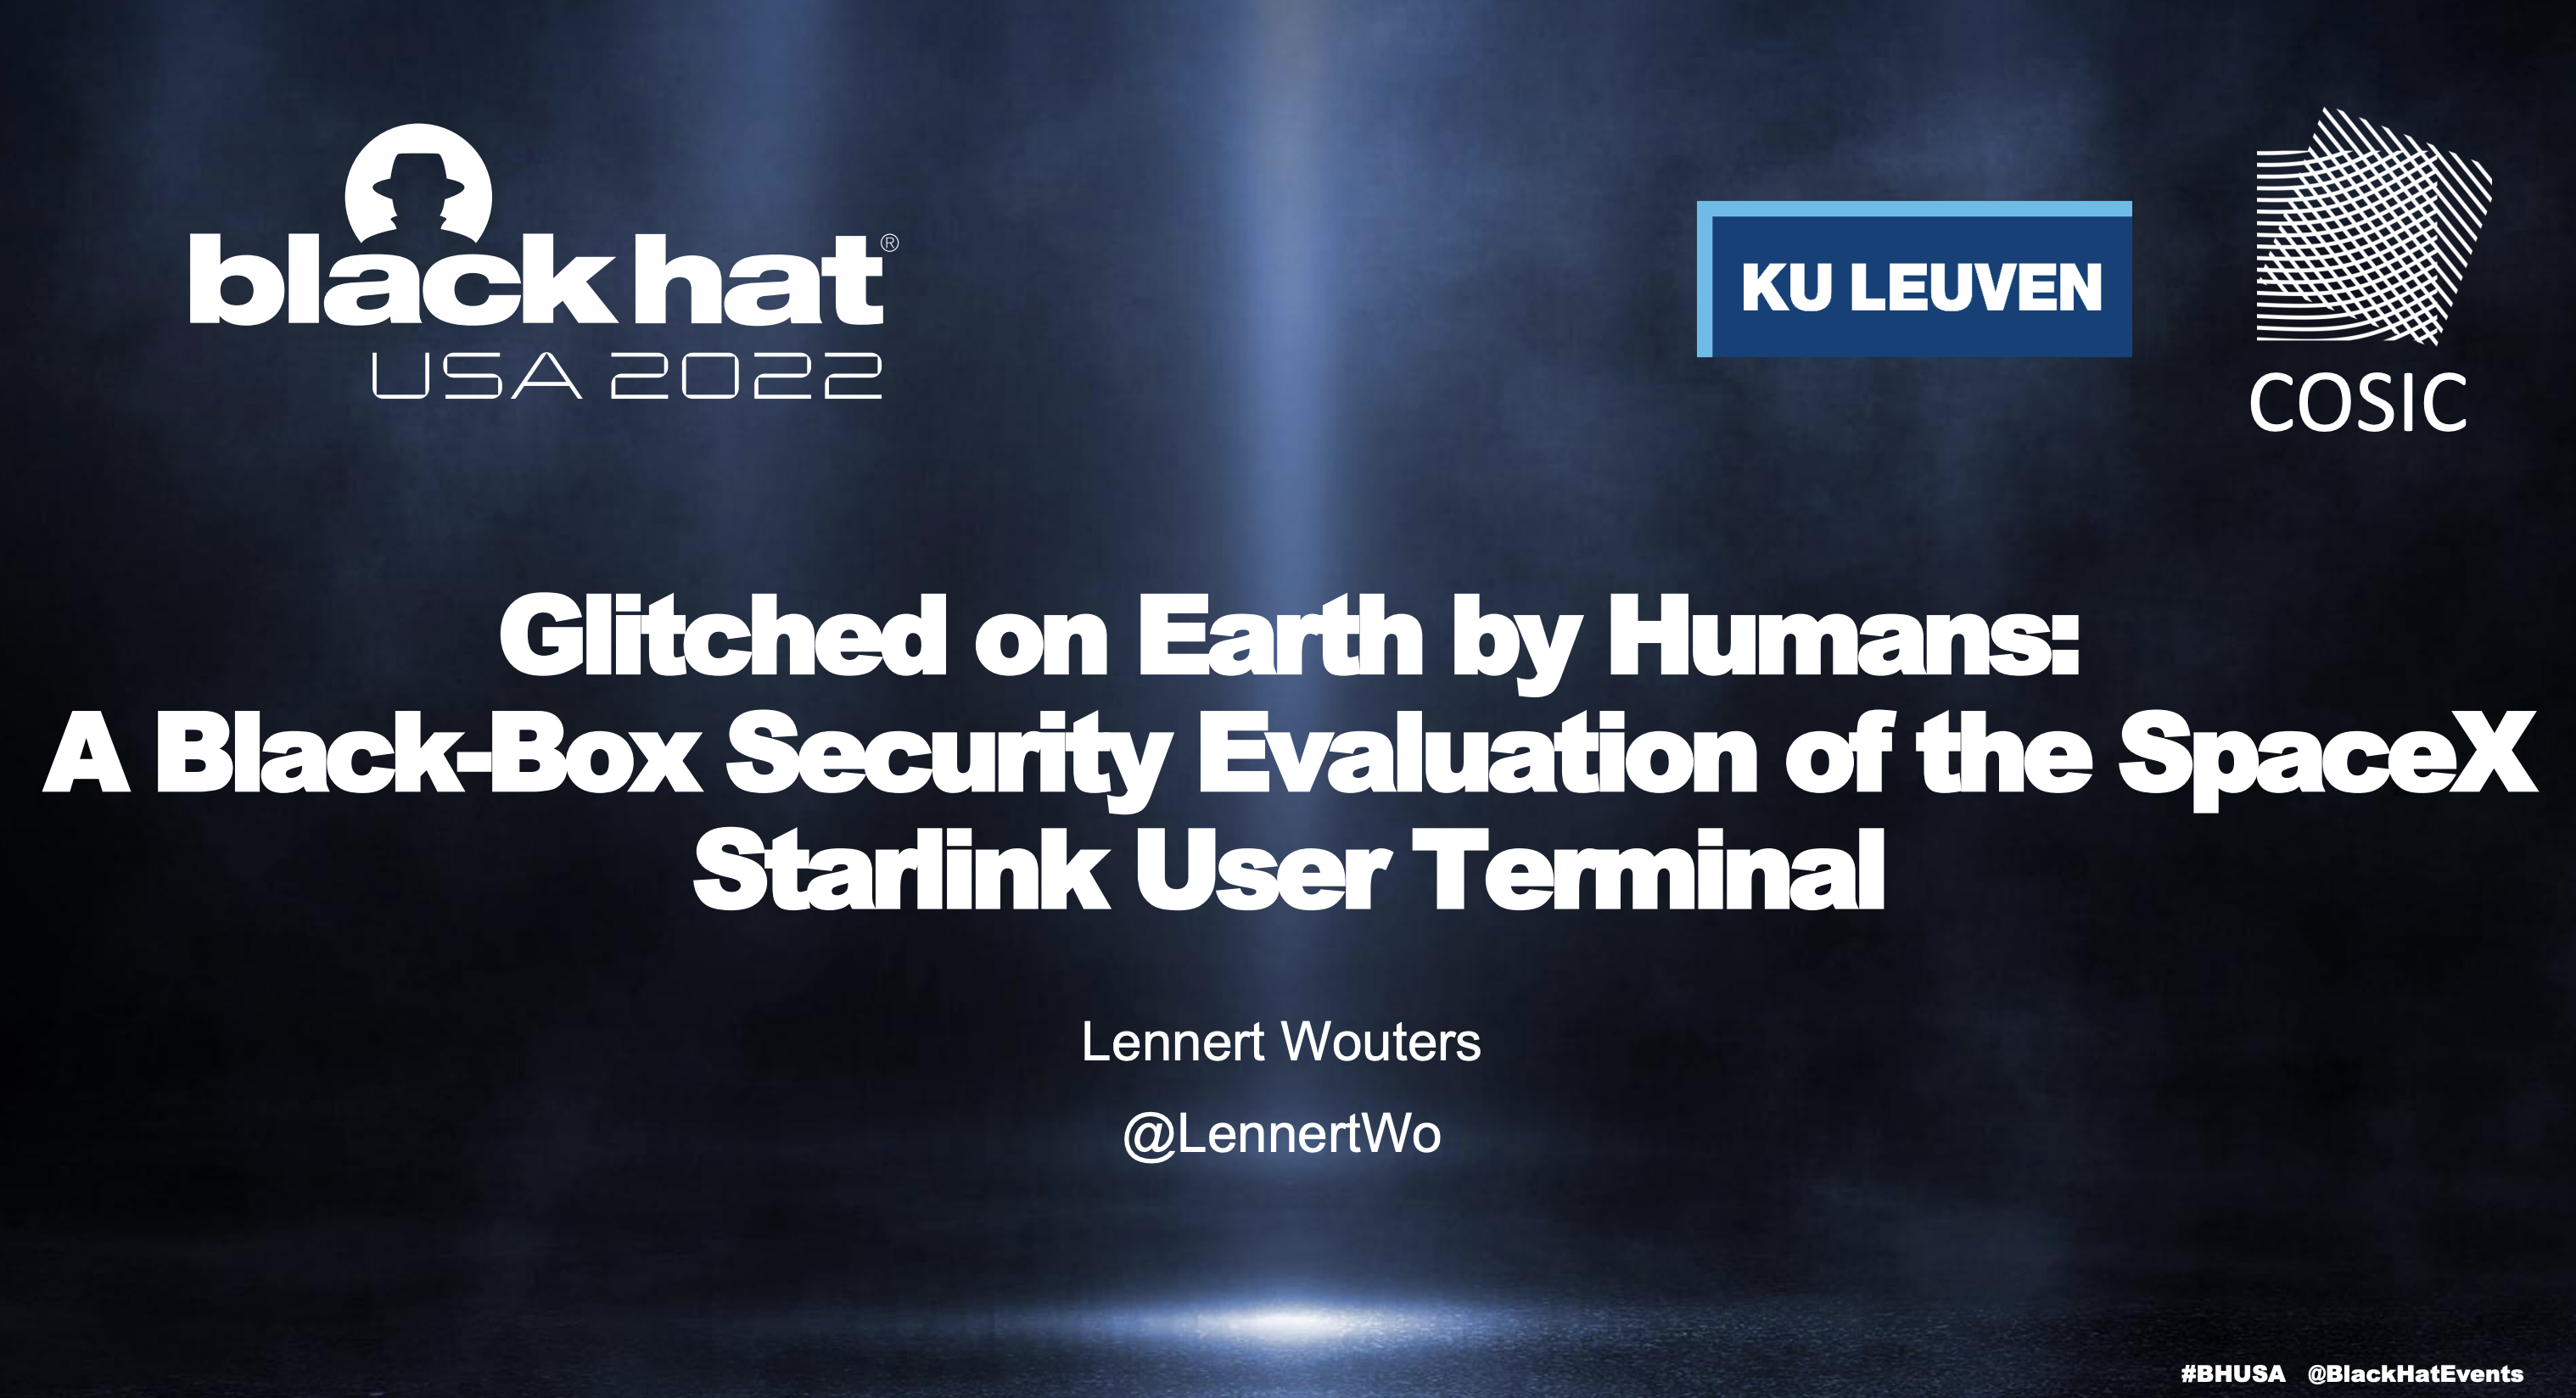 black hat®
USA 2022
KU LEUVEN
COSIC
Glitched on Earth by Humans:
A Black-Box Security Evaluation of the SpaceX
Starlink User Terminal
Lennert Wouters
@LennertWo
#BHUSA @BlackHatEvents